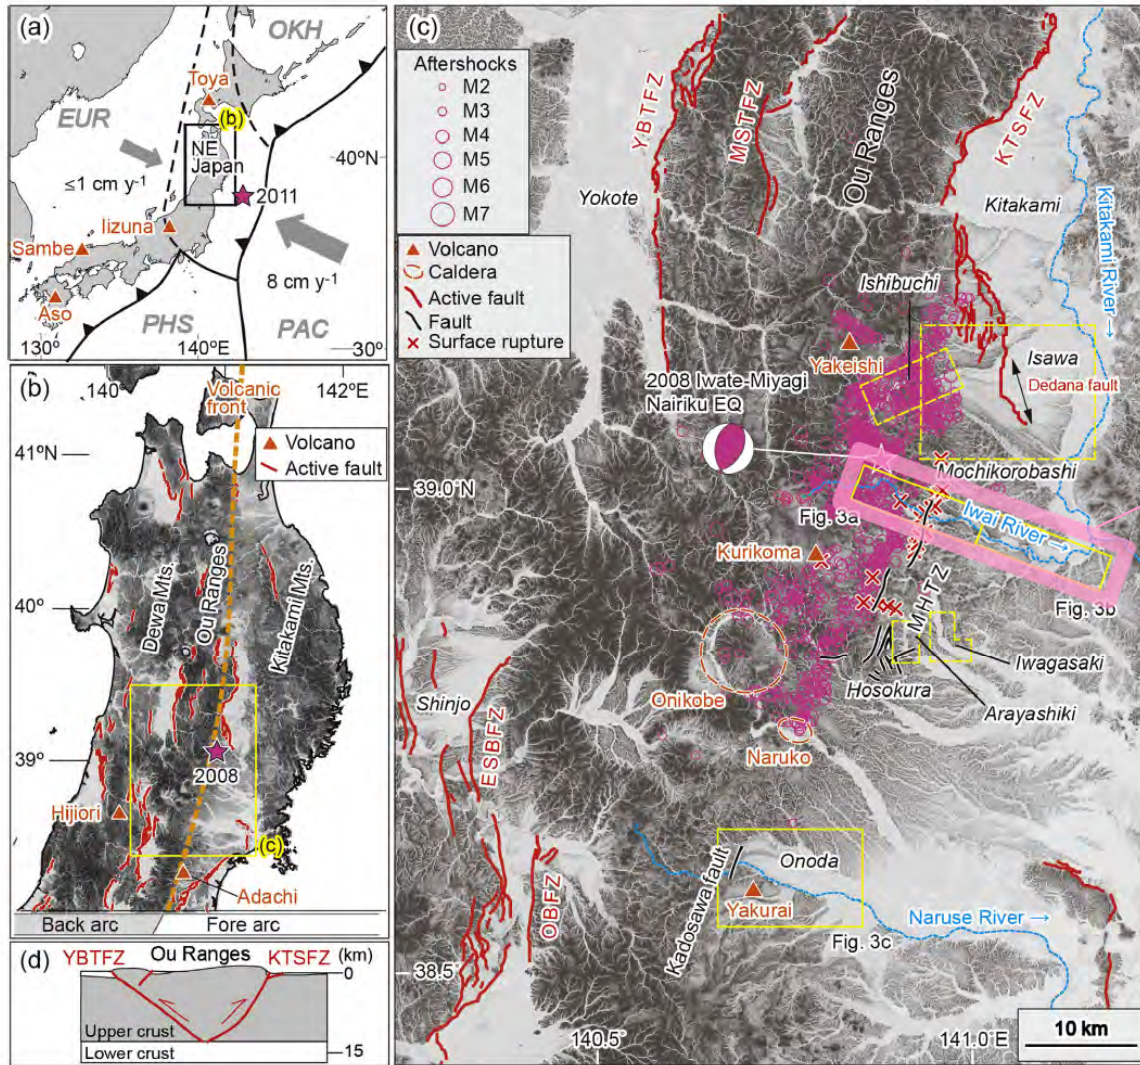 (a)
OKH
Toya
EUR
(b)
NE
Japan
40°N
≤1 cm y⁻¹
2011
Iizuna
Sambe
8 cm y⁻¹
Aso
PHS
PAC
130°
140°
30°
(b)
140°
142°E
Volcanic
front
Volcano
Active fault
41°N
Dewa Mts.
Ou Ranges
Kitakami Mts.
40°
39°
2008
Hijiori
(c)
Adachi
Back arc
Fore arc
(d)
YBTFZ
Ou Ranges
KTSFZ
(km)
0
Upper crust
Lower crust
15
(c)
Aftershocks
M2
M3
M4
M5
M6
M7
Volcano
Caldera
Active fault
Fault
Surface rupture
YBTFZ
MSTFZ
Ou Ranges
KTSFZ
Yokote
Kitakami
Kitakami River→
Ishibuchi
Yakeishi
Isawa
Dedana fault
2008 Iwate-Miyagi
Nairiku EQ
Mochikorobashi
39.0°N
Fig. 3a
Iwai River→
Kurikoma
Fig. 3b
MHTZ
Iwagasaki
Hosokura
Arayashiki
Onikobe
Shinjo
ESBFZ
Naruko
Onoda
OBFZ
Kadosawa fault
Yakurai
Naruse River →
Fig. 3c
38.5°
140.5°
141.0°E
10 km